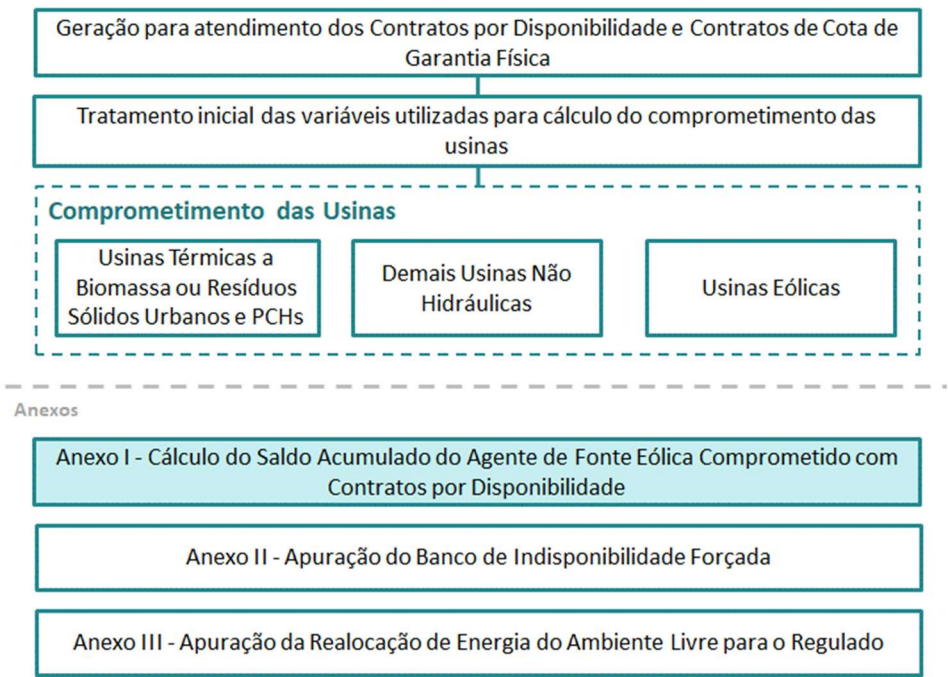 Geração para atendimento dos Contratos por Disponibilidade e Contratos de Cota de
Garantia Física
Tratamento inicial das variáveis utilizadas para cálculo do comprometimento das
usinas
Comprometimento das Usinas
Usinas Térmicas a
Biomassa ou Resíduos
Sólidos Urbanos e PCHs
Demais Usinas Não
Hidráulicas
Usinas Eólicas
Anexos
Anexo I - Cálculo do Saldo Acumulado do Agente de Fonte Eólica Comprometido com
Contratos por Disponibilidade
Anexo II - Apuração do Banco de Indisponibilidade Forçada
Anexo III - Apuração da Realocação de Energia do Ambiente Livre para o Regulado